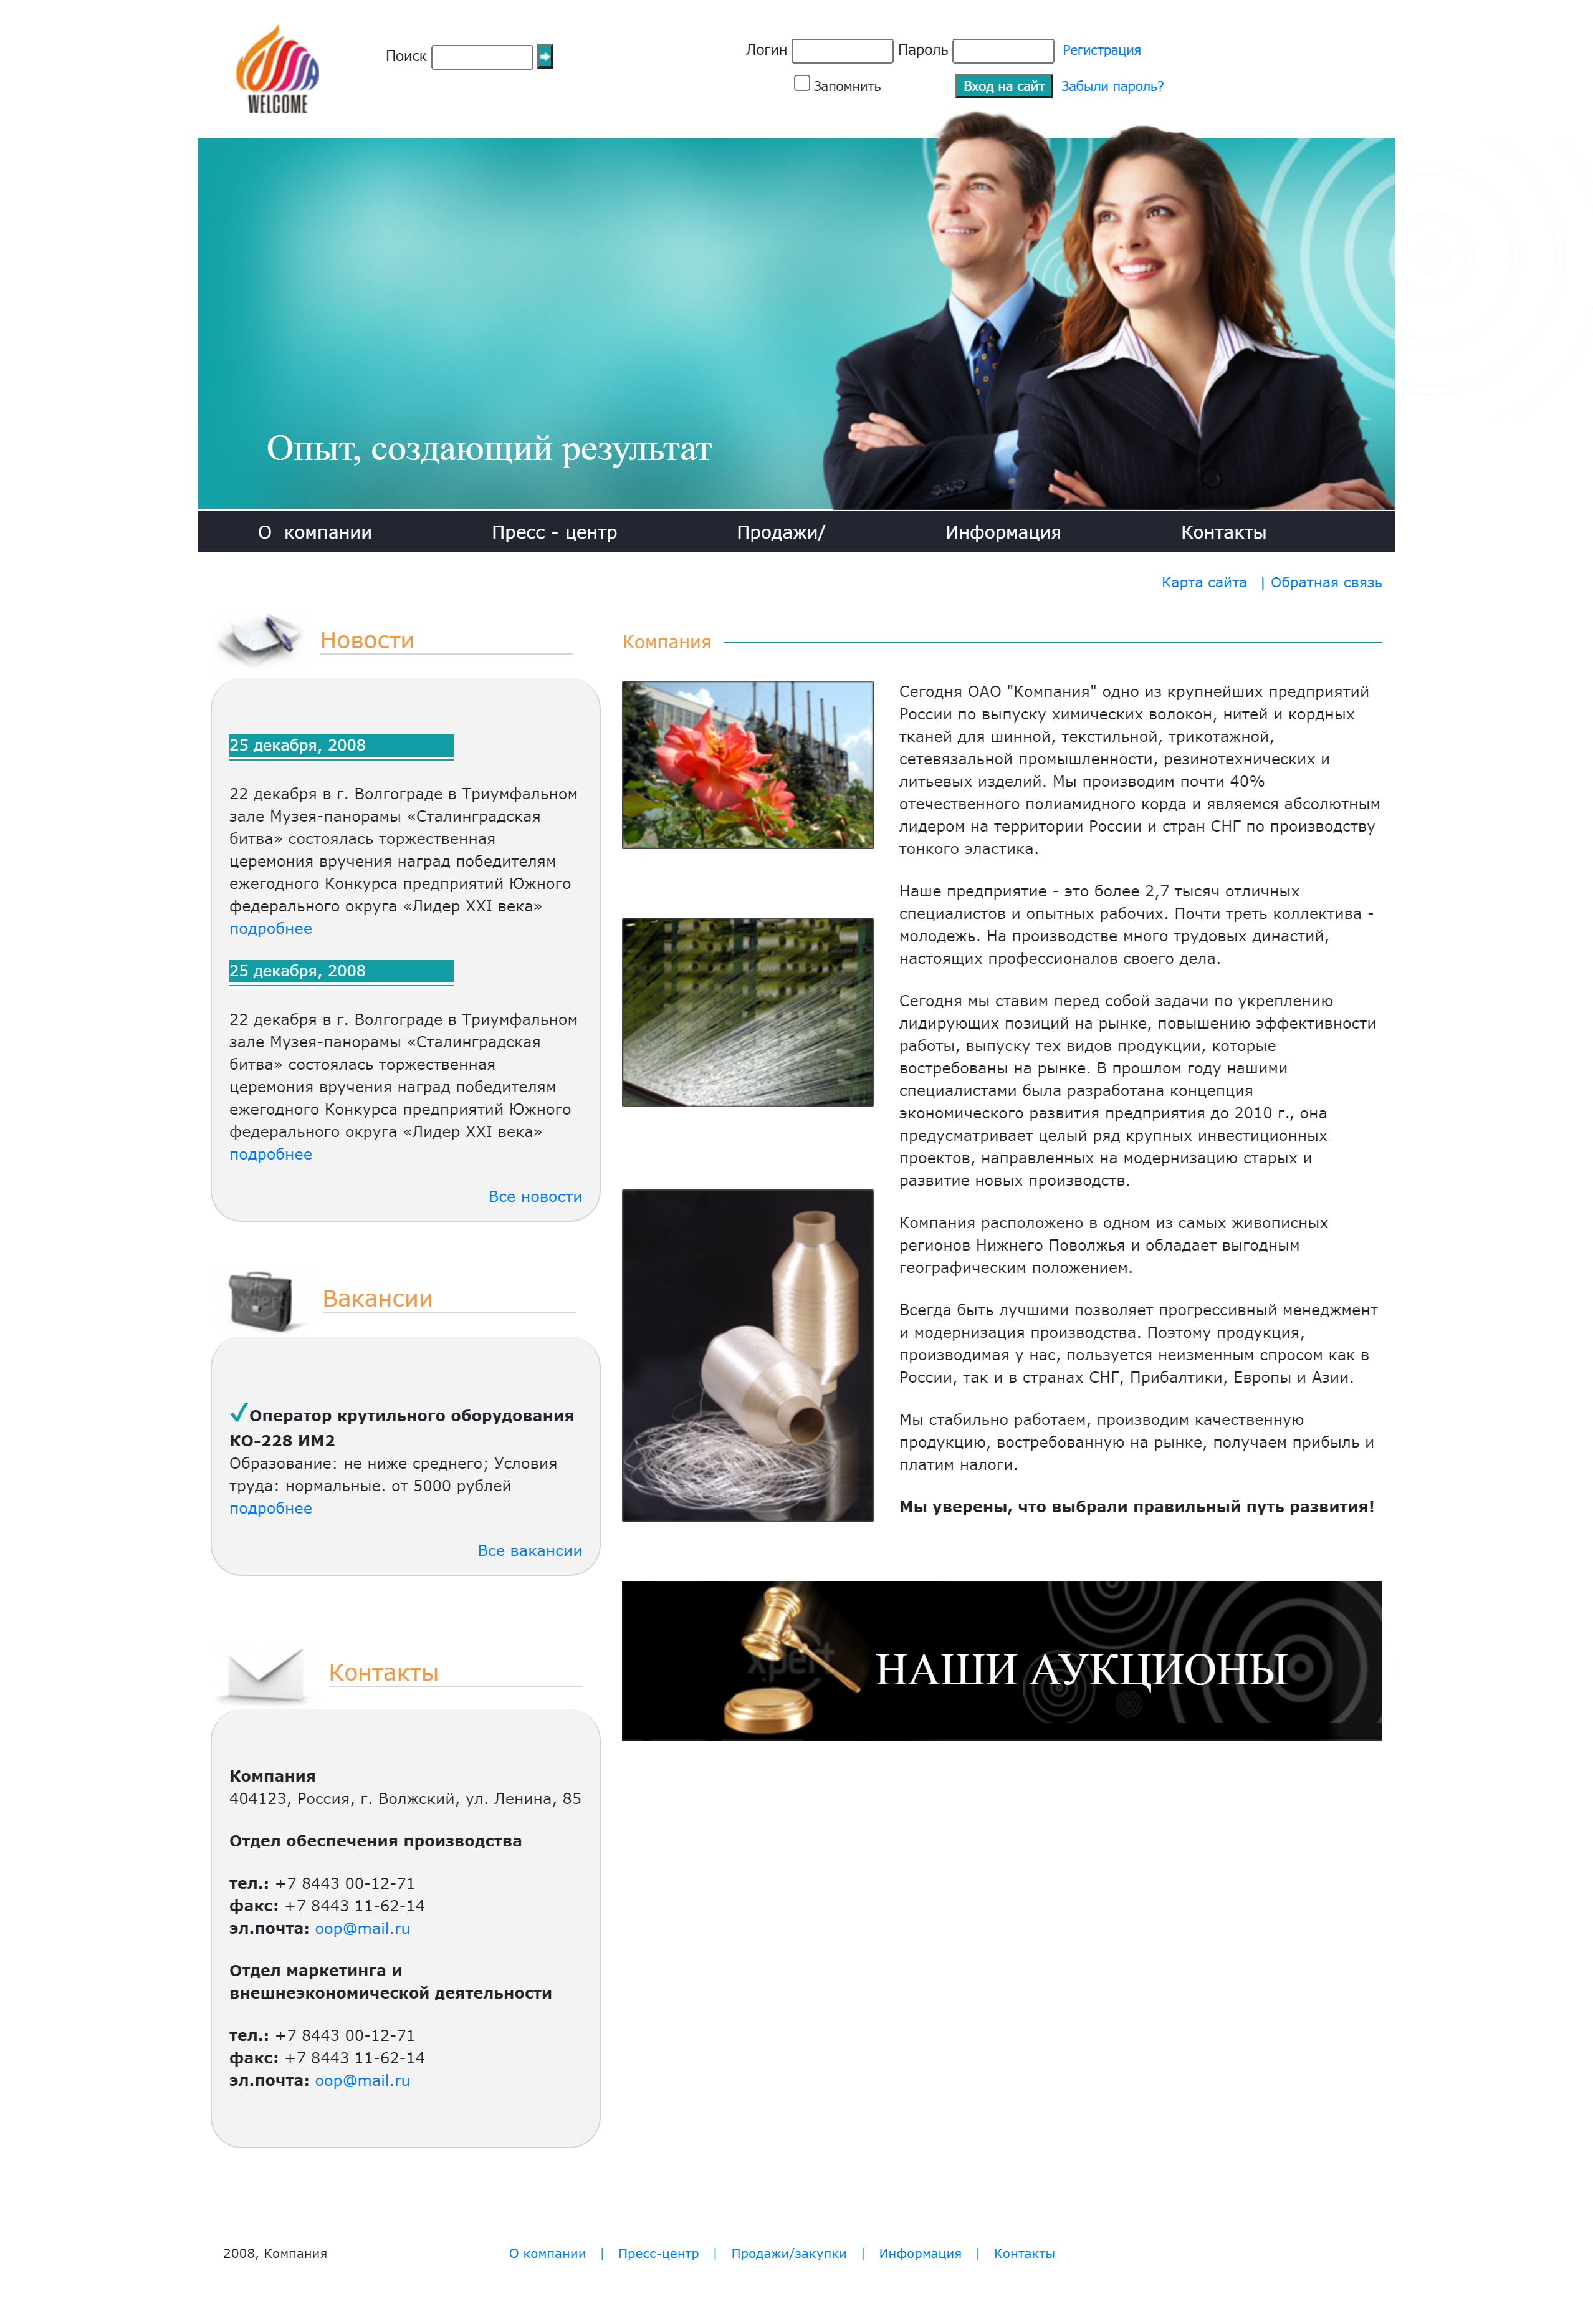 WELCOME
Поиск
Логин Пароль Регистрация
Запомнить Вход на сайт Забыли пароль?
Опыт, создающий результат
О компании Пресс - центр Продажи/ Информация Контакты
Карта сайта | Обратная связь
Новости
25 декабря, 2008
22 декабря в г. Волгограде в Триумфальном
зале Музея-панорамы «Сталинградская
битва» состоялась торжественная
церемония вручения наград победителям
ежегодного Конкурса предприятий Южного
федерального округа «Лидер XXI века»
подробнее
25 декабря, 2008
22 декабря в г. Волгограде в Триумфальном
зале Музея-панорамы «Сталинградская
битва» состоялась торжественная
церемония вручения наград победителям
ежегодного Конкурса предприятий Южного
федерального округа «Лидер XXI века»
подробнее
Все новости
xpert
Вакансии
Оператор крутильного оборудования
КО-228 ИМ2
Образование: не ниже среднего; Условия
труда: нормальные. от 5000 рублей
подробнее
Все вакансии
Контакты
Компания
404123, Россия, г. Волжский, ул. Ленина, 85
Отдел обеспечения производства
тел.: +7 8443 00-12-71
факс: +7 8443 11-62-14
эл.почта: oop@mail.ru
Отдел маркетинга и
внешнеэкономической деятельности
тел.: +7 8443 00-12-71
факс: +7 8443 11-62-14
эл.почта: oop@mail.ru
Компания
Сегодня ОАО "Компания" одно из крупнейших предприятий
России по выпуску химических волокон, нитей и кордных
тканей для шинной, текстильной, трикотажной,
сетевязальной промышленности, резинотехнических и
литьевых изделий. Мы производим почти 40%
отечественного полиамидного корда и являемся абсолютным
лидером на территории России и стран СНГ по производству
тонкого эластика.
Наше предприятие - это более 2,7 тысяч отличных
специалистов и опытных рабочих. Почти треть коллектива -
молодежь. На производстве много трудовых династий,
настоящих профессионалов своего дела.
Сегодня мы ставим перед собой задачи по укреплению
лидирующих позиций на рынке, повышению эффективности
работы, выпуску тех видов продукции, которые
востребованы на рынке. В прошлом году нашими
специалистами была разработана концепция
экономического развития предприятия до 2010 г., она
предусматривает целый ряд крупных инвестиционных
проектов, направленных на модернизацию старых и
развитие новых производств.
Компания расположено в одном из самых живописных
регионов Нижнего Поволжья и обладает выгодным
географическим положением.
Всегда быть лучшими позволяет прогрессивный менеджмент
и модернизация производства. Поэтому продукция,
производимая у нас, пользуется неизменным спросом как в
России, так и в странах СНГ, Прибалтики, Европы и Азии.
Мы стабильно работаем, производим качественную
продукцию, востребованную на рынке, получаем прибыль и
платим налоги.
Мы уверены, что выбрали правильный путь развития!
xpert
НАШИ АУКЦИОНЫ
2008, Компания О компании | Пресс-центр | Продажи/закупки | Информация | Контакты